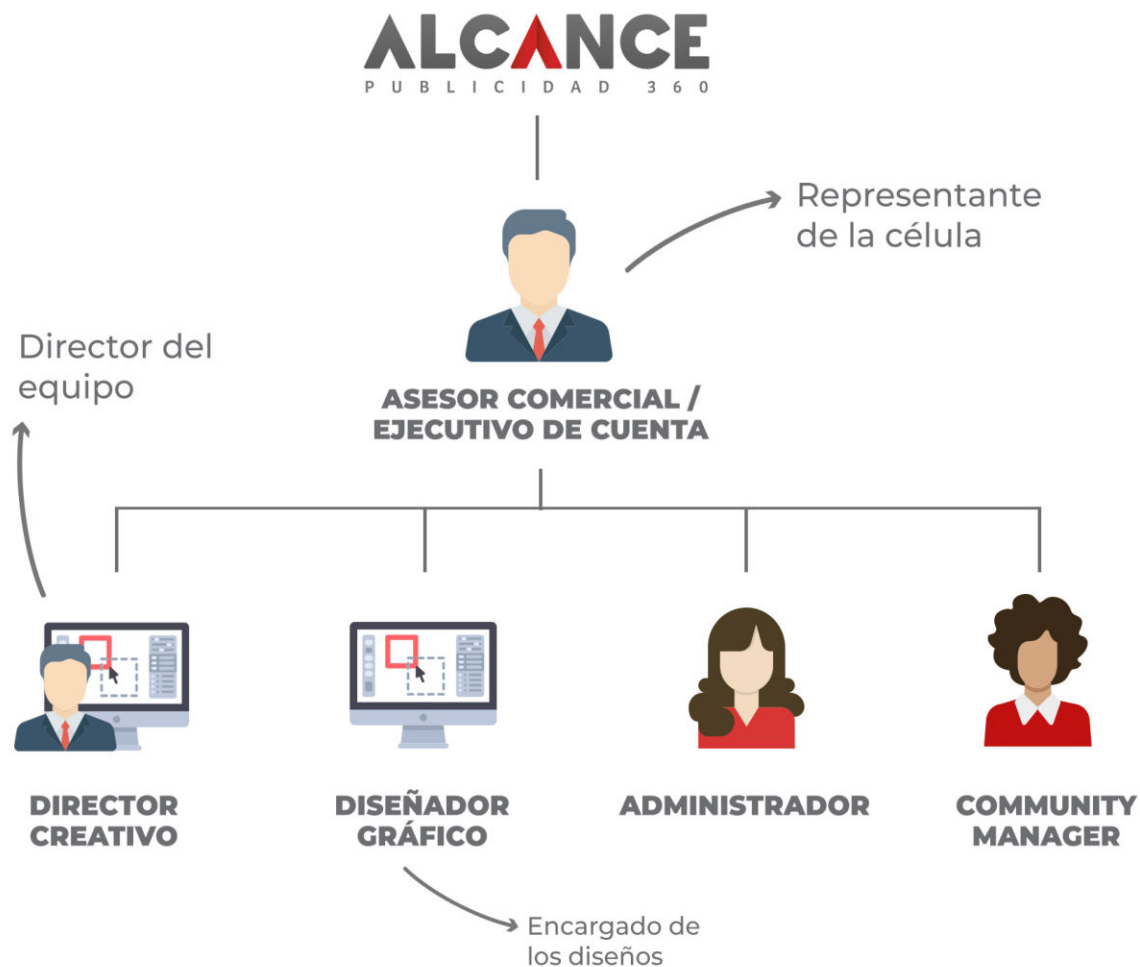 ALCANCE
PUBLICIDAD 360
Representante
de la célula
Director del
equipo
ASESOR COMERCIAL /
EJECUTIVO DE CUENTA
DIRECTOR
CREATIVO
DISEÑADOR
GRÁFICO
ADMINISTRADOR
COMMUNITY
MANAGER
Encargado de
los diseños